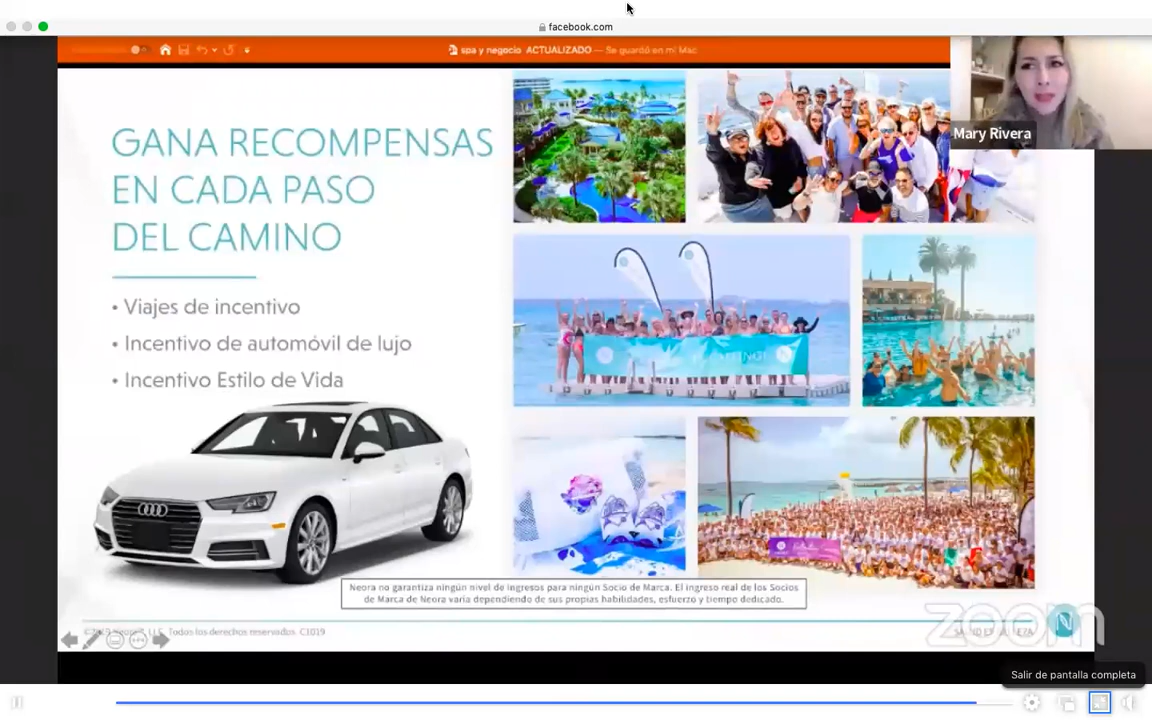 facebook.com
spa y negocio ACTUALIZADO — Se guardó en mi Mac
Mary Rivera
GANA RECOMPENSAS
EN CADA PASO
DEL CAMINO
• Viajes de incentivo
• Incentivo de automóvil de lujo
• Incentivo Estilo de Vida
Neora no garantiza ningún nivel de ingresos para ningún Socio de Marca. El ingreso real de los Socios
de Marca de Neora varía dependiendo de sus propias habilidades, esfuerzo y tiempo dedicado.
Todos los derechos reservados. C1019
zoom
N
Salir de pantalla completa